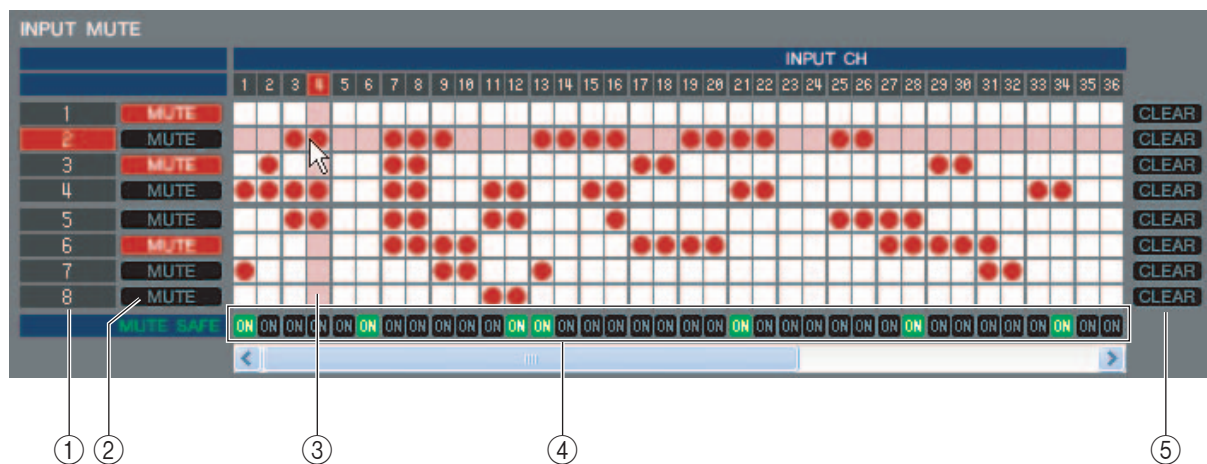 INPUT MUTE
INPUT CH
1 2 3 4 5 6 7 8 9 10 11 12 13 14 15 16 17 18 19 20 21 22 23 24 25 26 27 28 29 30 31 32 33 34 35 36
1 MUTE CLEAR
2 MUTE CLEAR
3 MUTE CLEAR
4 MUTE CLEAR
5 MUTE CLEAR
6 MUTE CLEAR
7 MUTE CLEAR
8 MUTE CLEAR
MUTE SAFE ON ON ON ON ON ON ON ON ON ON ON ON ON ON ON ON ON ON ON ON ON ON ON ON ON ON ON ON ON ON ON ON ON ON ON ON
① ② ③ ④ ⑤